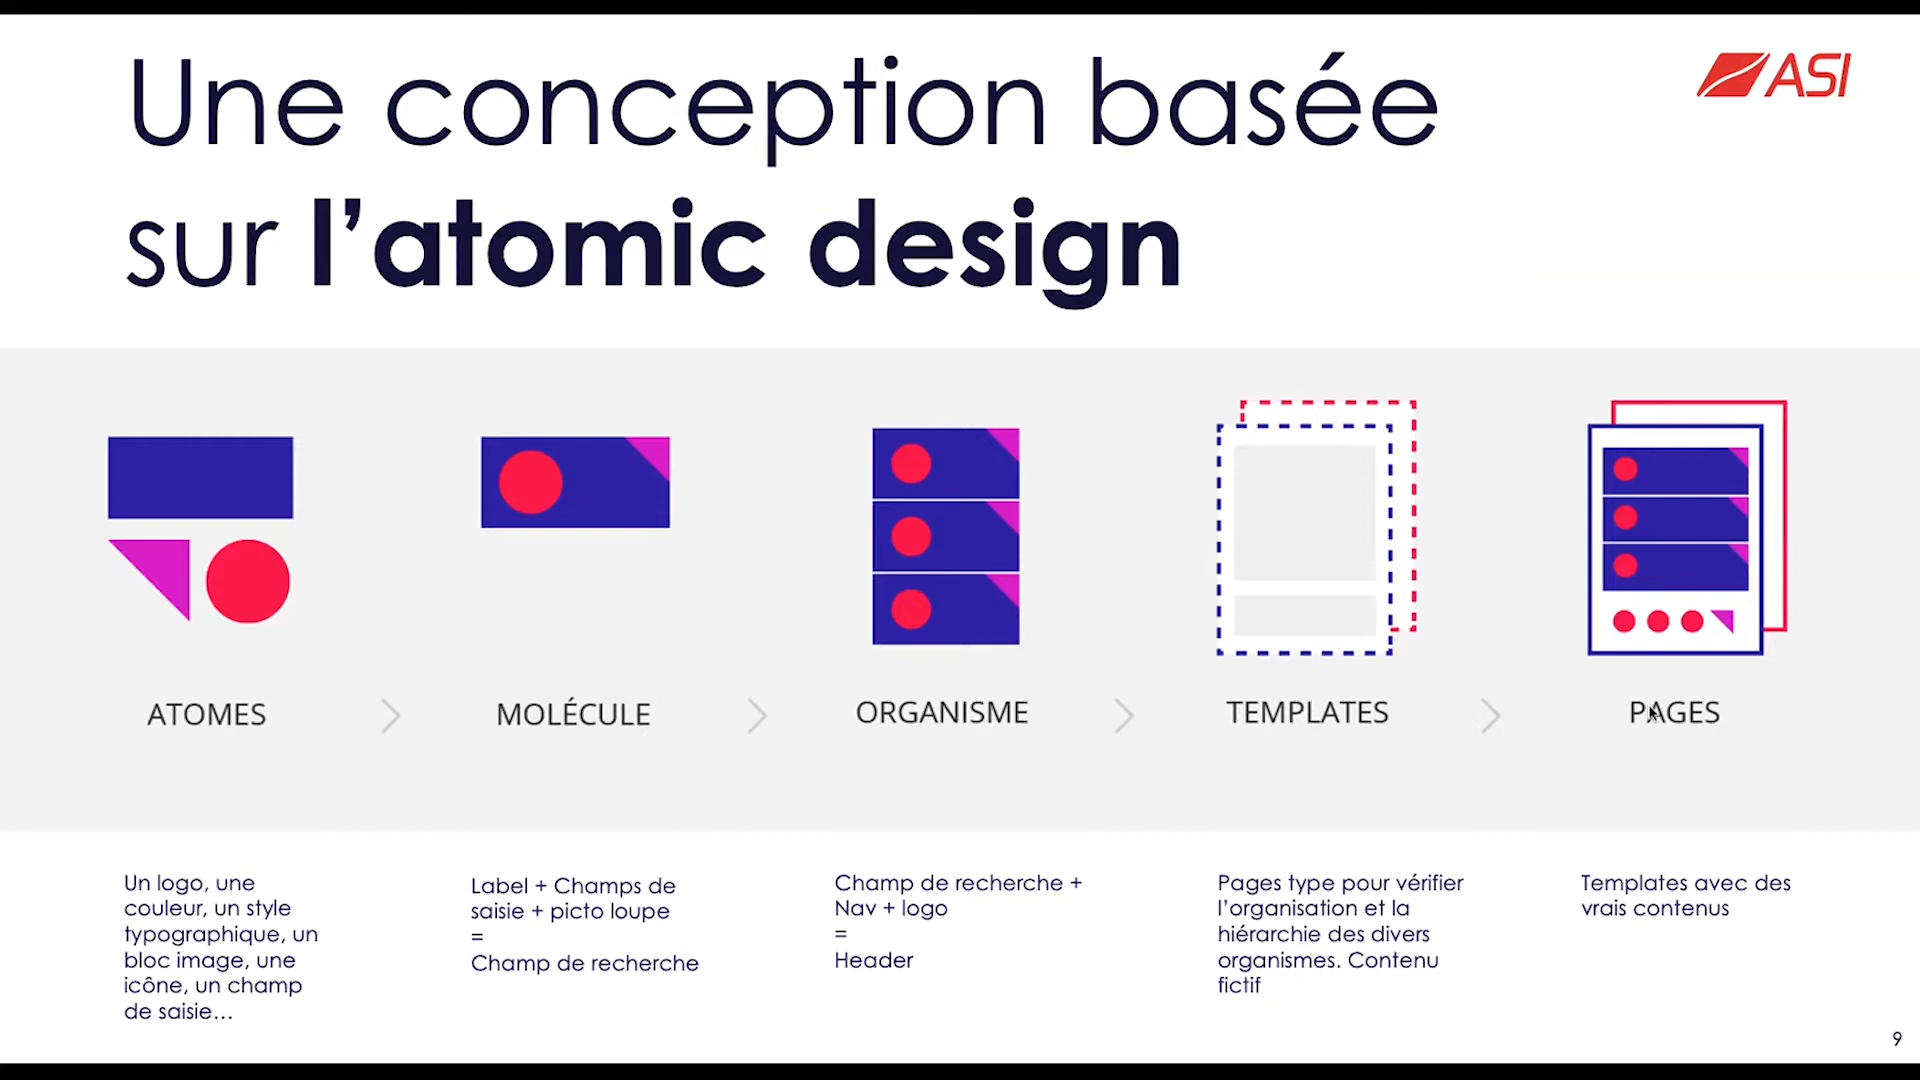 Une conception basée
sur l’atomic design
ASI
ATOMES
MOLÉCULE
ORGANISME
TEMPLATES
PAGES
Un logo, une
couleur, un style
typographique, un
bloc image, une
icône, un champ
de saisie…
Label + Champs de
saisie + picto loupe
=
Champ de recherche
Champ de recherche +
Nav + logo
=
Header
Pages type pour vérifier
l’organisation et la
hiérarchie des divers
organismes. Contenu
fictif
Templates avec des
vrais contenus
9